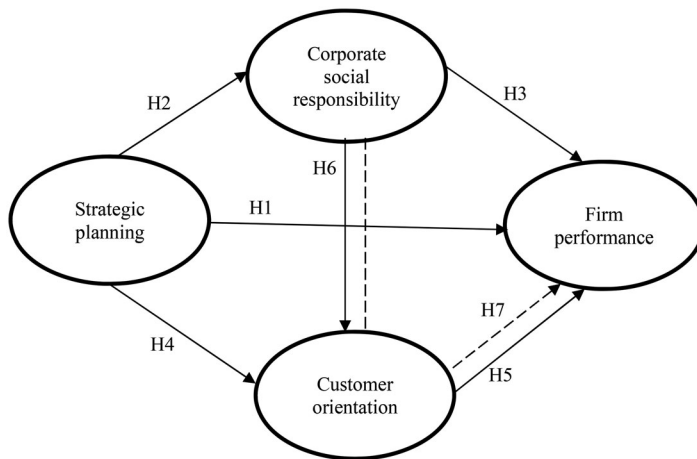 Corporate
social
responsibility
H2
H3
H6
Strategic
planning
H1
Firm
performance
H7
H4
H5
Customer
orientation